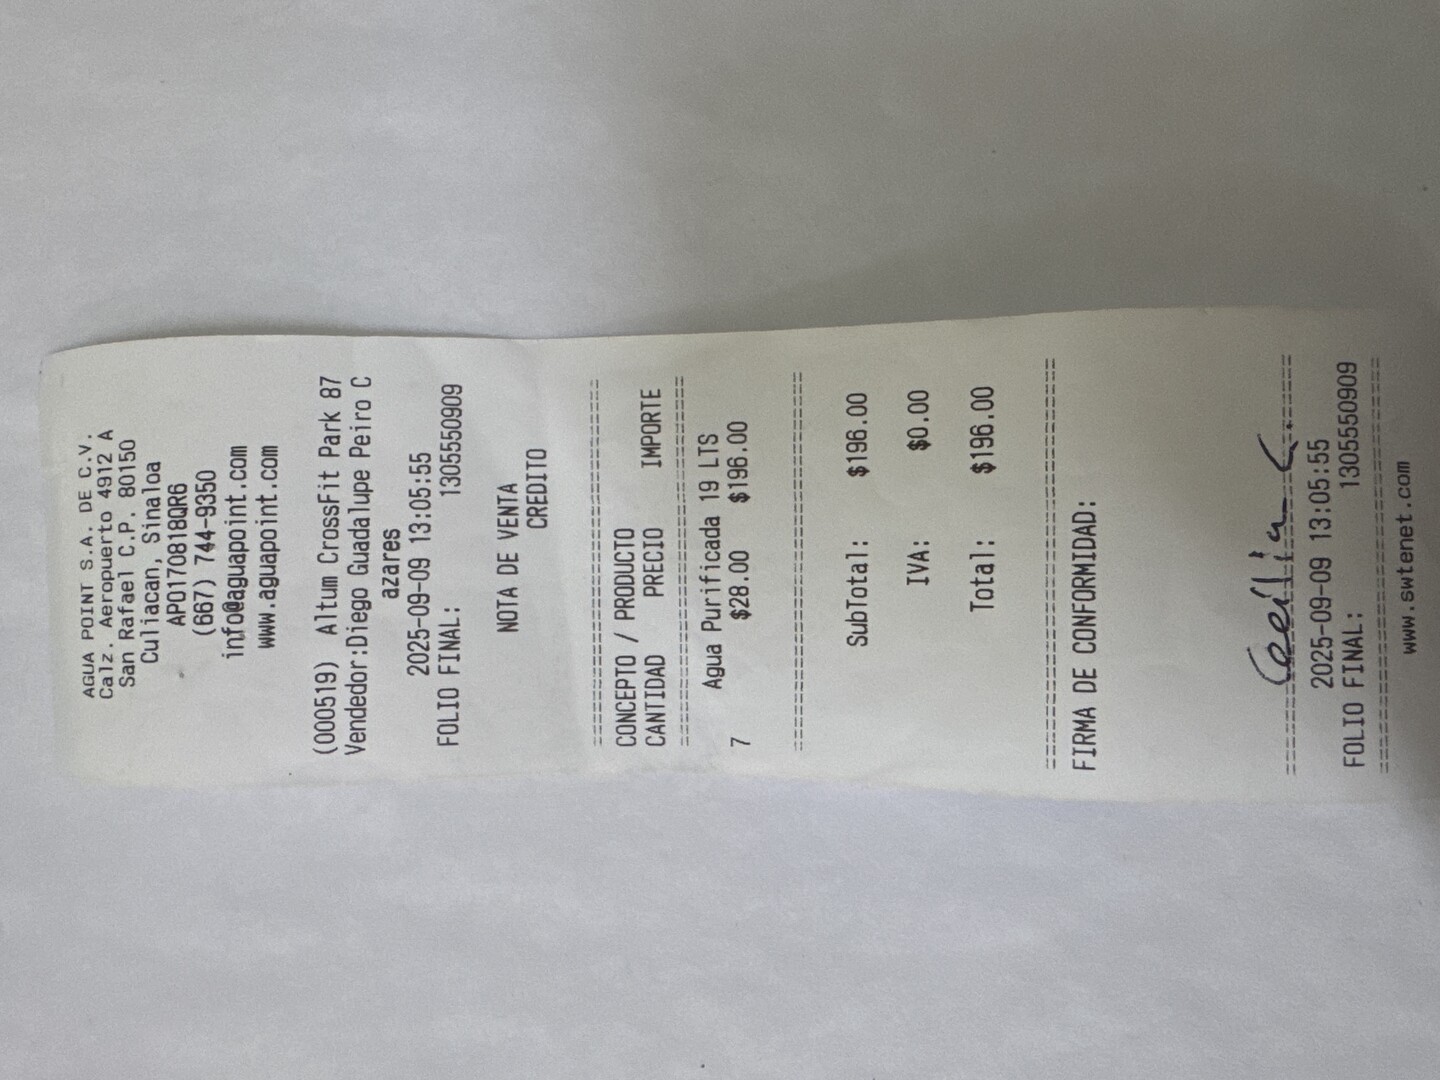 AGUA POINT S.A. DE C.V.
Calz. Aeropuerto 4912 A
San Rafael C.P. 80150
Culiacan, Sinaloa
APO170818QR6
(667) 744-9350
info@aguapoint.com
www.aguapoint.com
(000519) Altum CrossFit Park 87
Vendedor:Diego Guadalupe Peiro C
azares
2025-09-09 13:05:55
FOLIO FINAL: 1305550909
NOTA DE VENTA
CREDITO
================================
CONCEPTO / PRODUCTO
CANTIDAD PRECIO IMPORTE
================================
Agua Purificada 19 LTS
7 $28.00 $196.00
================================
SubTotal: $196.00
IVA: $0.00
Total: $196.00
===================================
FIRMA DE CONFORMIDAD:
Cecilia C
===================================
2025-09-09 13:05:55
FOLIO FINAL: 1305550909
===================================
www.swtenet.com